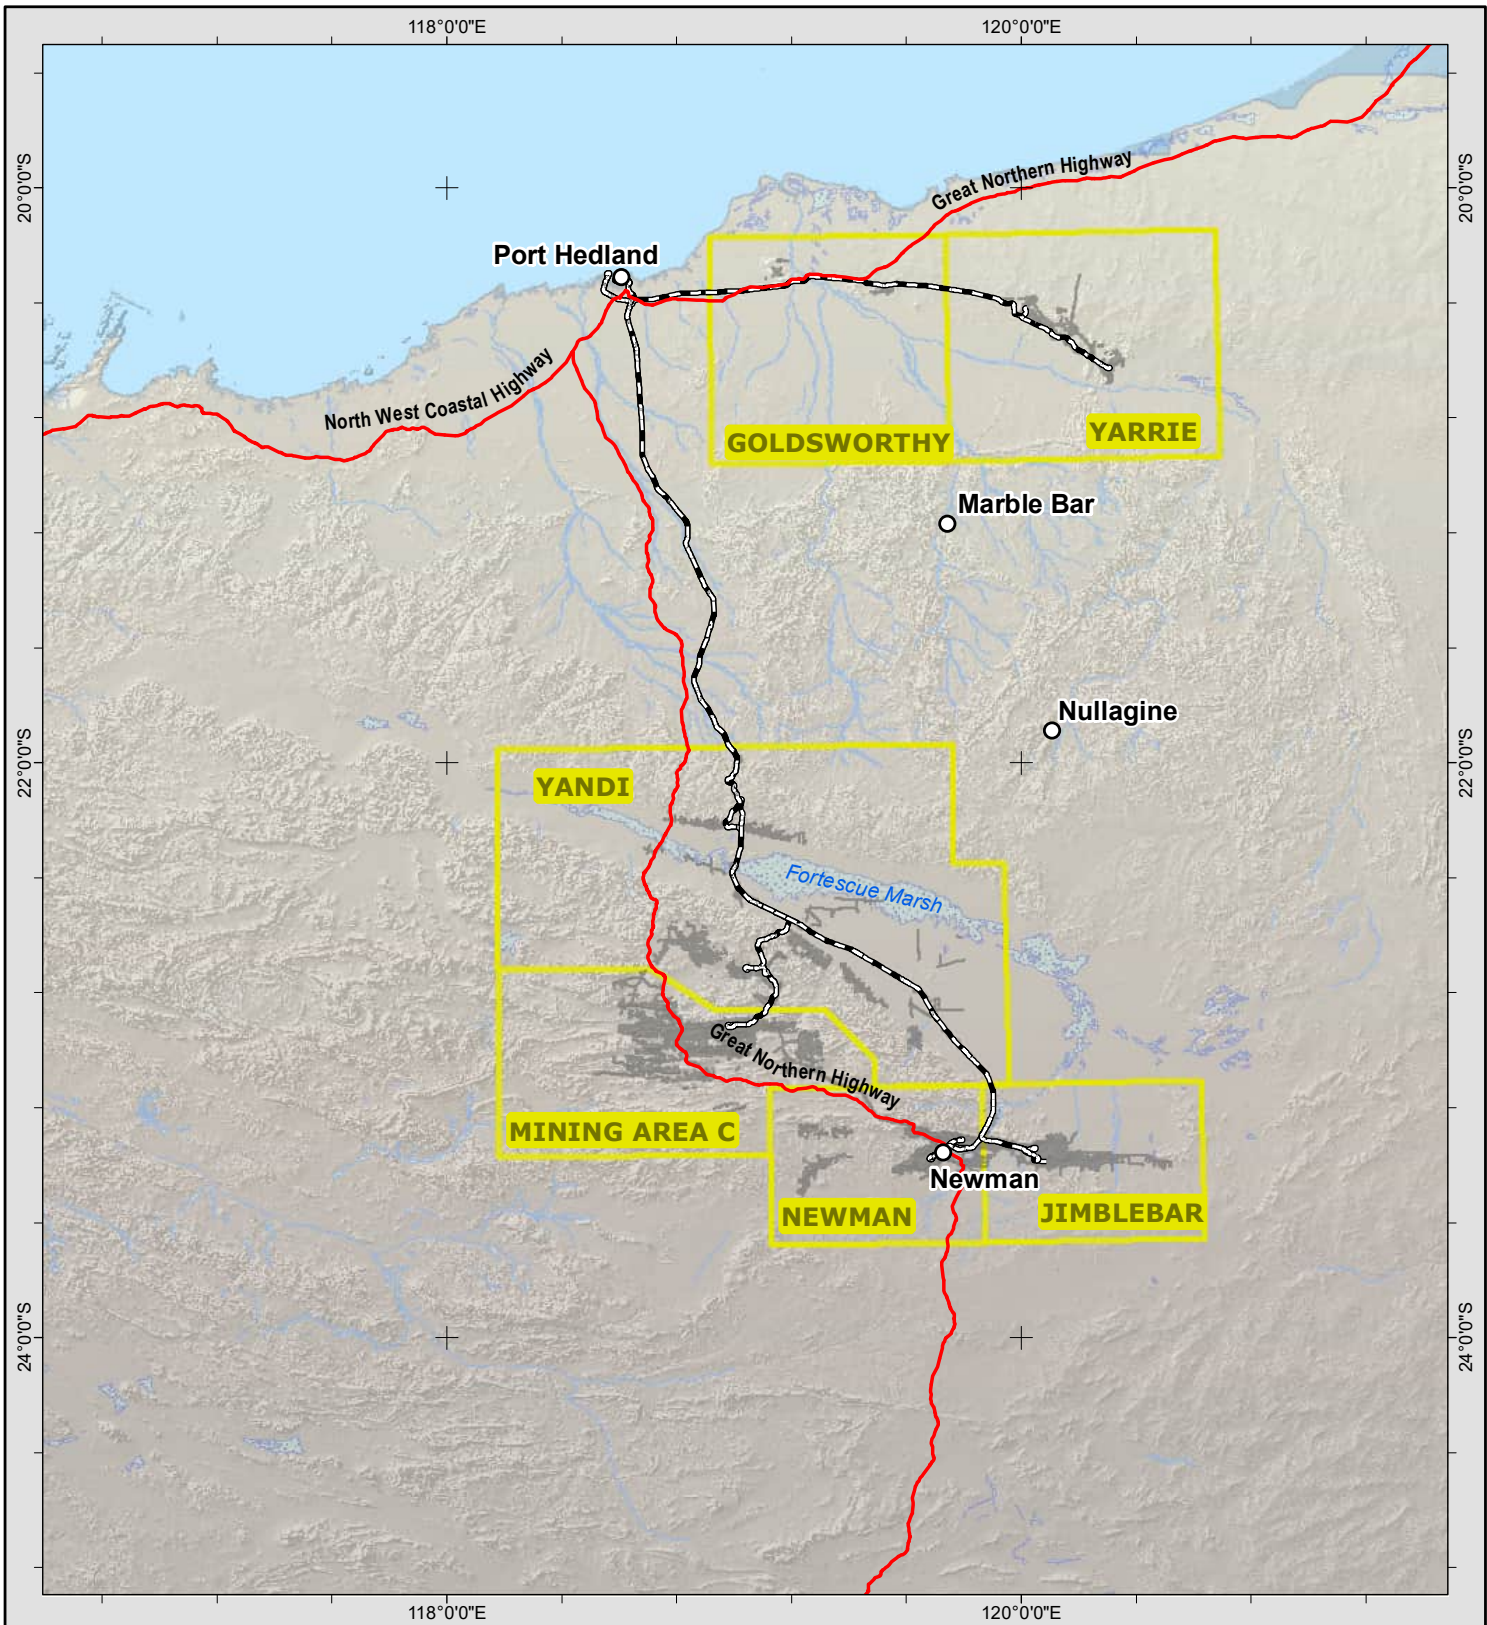 118°0'0"E
120°0'0"E
20°0'0"S
20°0'0"S
Great Northern Highway
Port Hedland
North West Coastal Highway
GOLDSWORTHY
YARRIE
Marble Bar
Nullagine
22°0'0"S
22°0'0"S
YANDI
Fortescue Marsh
Great Northern Highway
MINING AREA C
Newman
NEWMAN
JIMBLEBAR
24°0'0"S
24°0'0"S
118°0'0"E
120°0'0"E